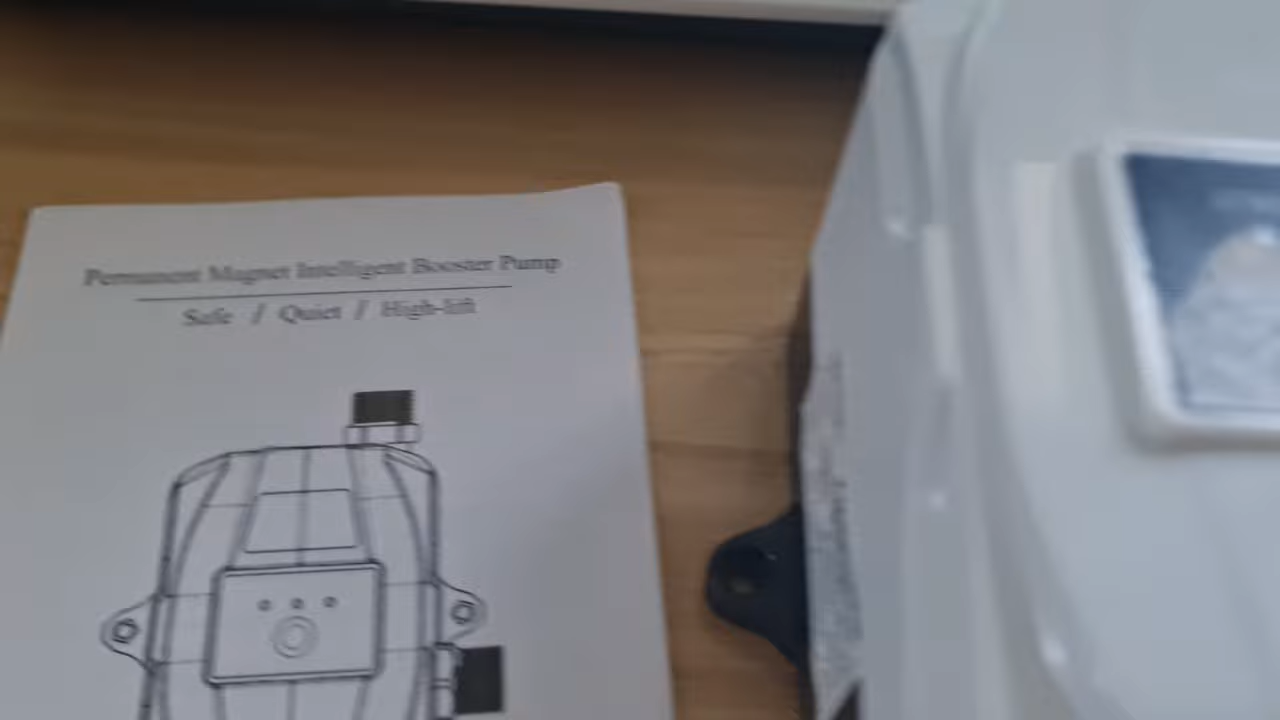 Permanent Magnet Intelligent Booster Pump
Safe / Quiet / High-lift